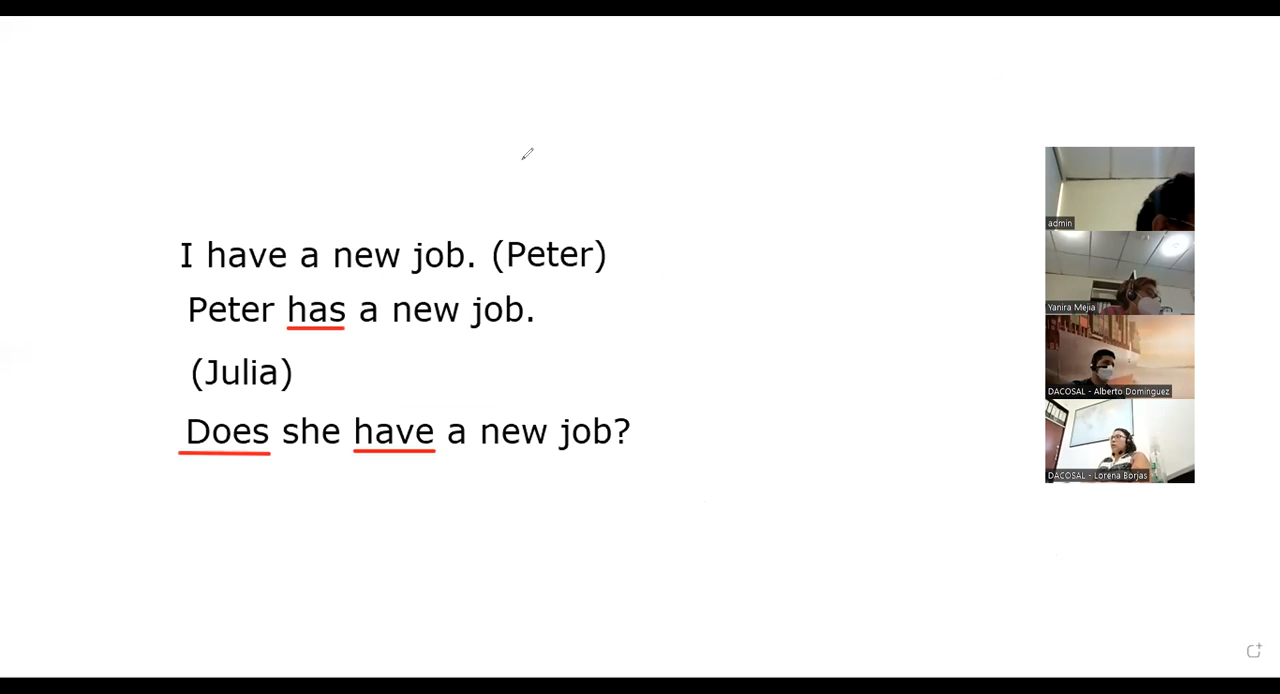 I have a new job. (Peter)
Peter has a new job.
(Julia)
Does she have a new job?
admin
Yanira Mejia
DACOSAL - Alberto Dominguez
DACOSAL - Lorena Borjas